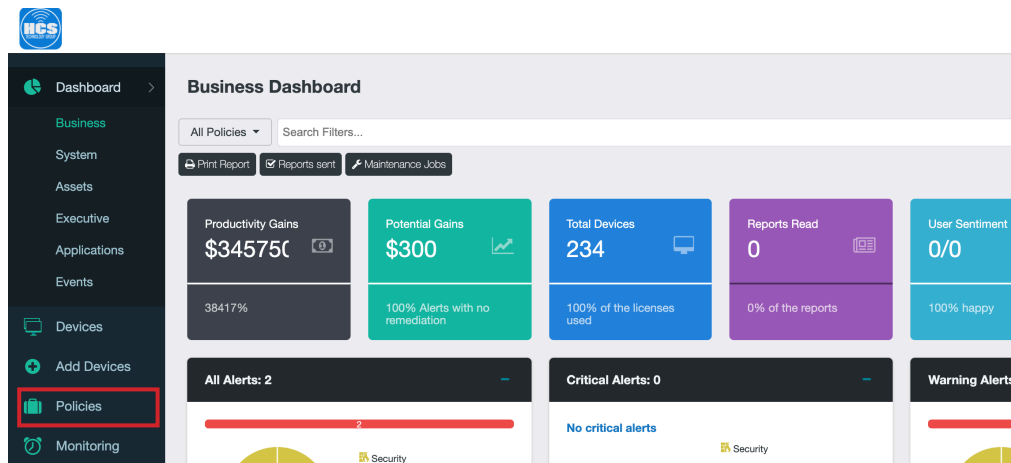 HCS
TECHNOLOGY GROUP
Dashboard
Business
System
Assets
Executive
Applications
Events
Devices
Add Devices
Policies
Monitoring
Business Dashboard
All Policies
Search Filters...
Print Report
Reports sent
Maintenance Jobs
Productivity Gains
$345750
38417%
Potential Gains
$300
100% Alerts with no
remediation
Total Devices
234
100% of the licenses
used
Reports Read
0
0% of the reports
User Sentiment
0/0
100% happy
All Alerts: 2
2
Security
Critical Alerts: 0
No critical alerts
Security
Warning Alerts